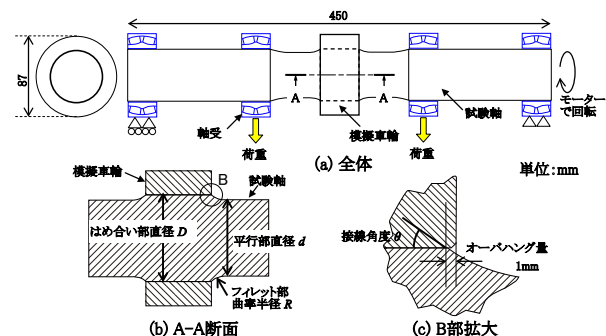 450
87
A
A
軸受
荷重
模擬車輪
荷重
試験軸
モーター
で回転
(a) 全体
単位:mm
模擬車輪
B
試験軸
はめ合い部直径 D
平行部直径 d
フィレット部
曲率半径 R
(b) A-A断面
接線角度 θ
オーバハング量
1mm
(c) B部拡大